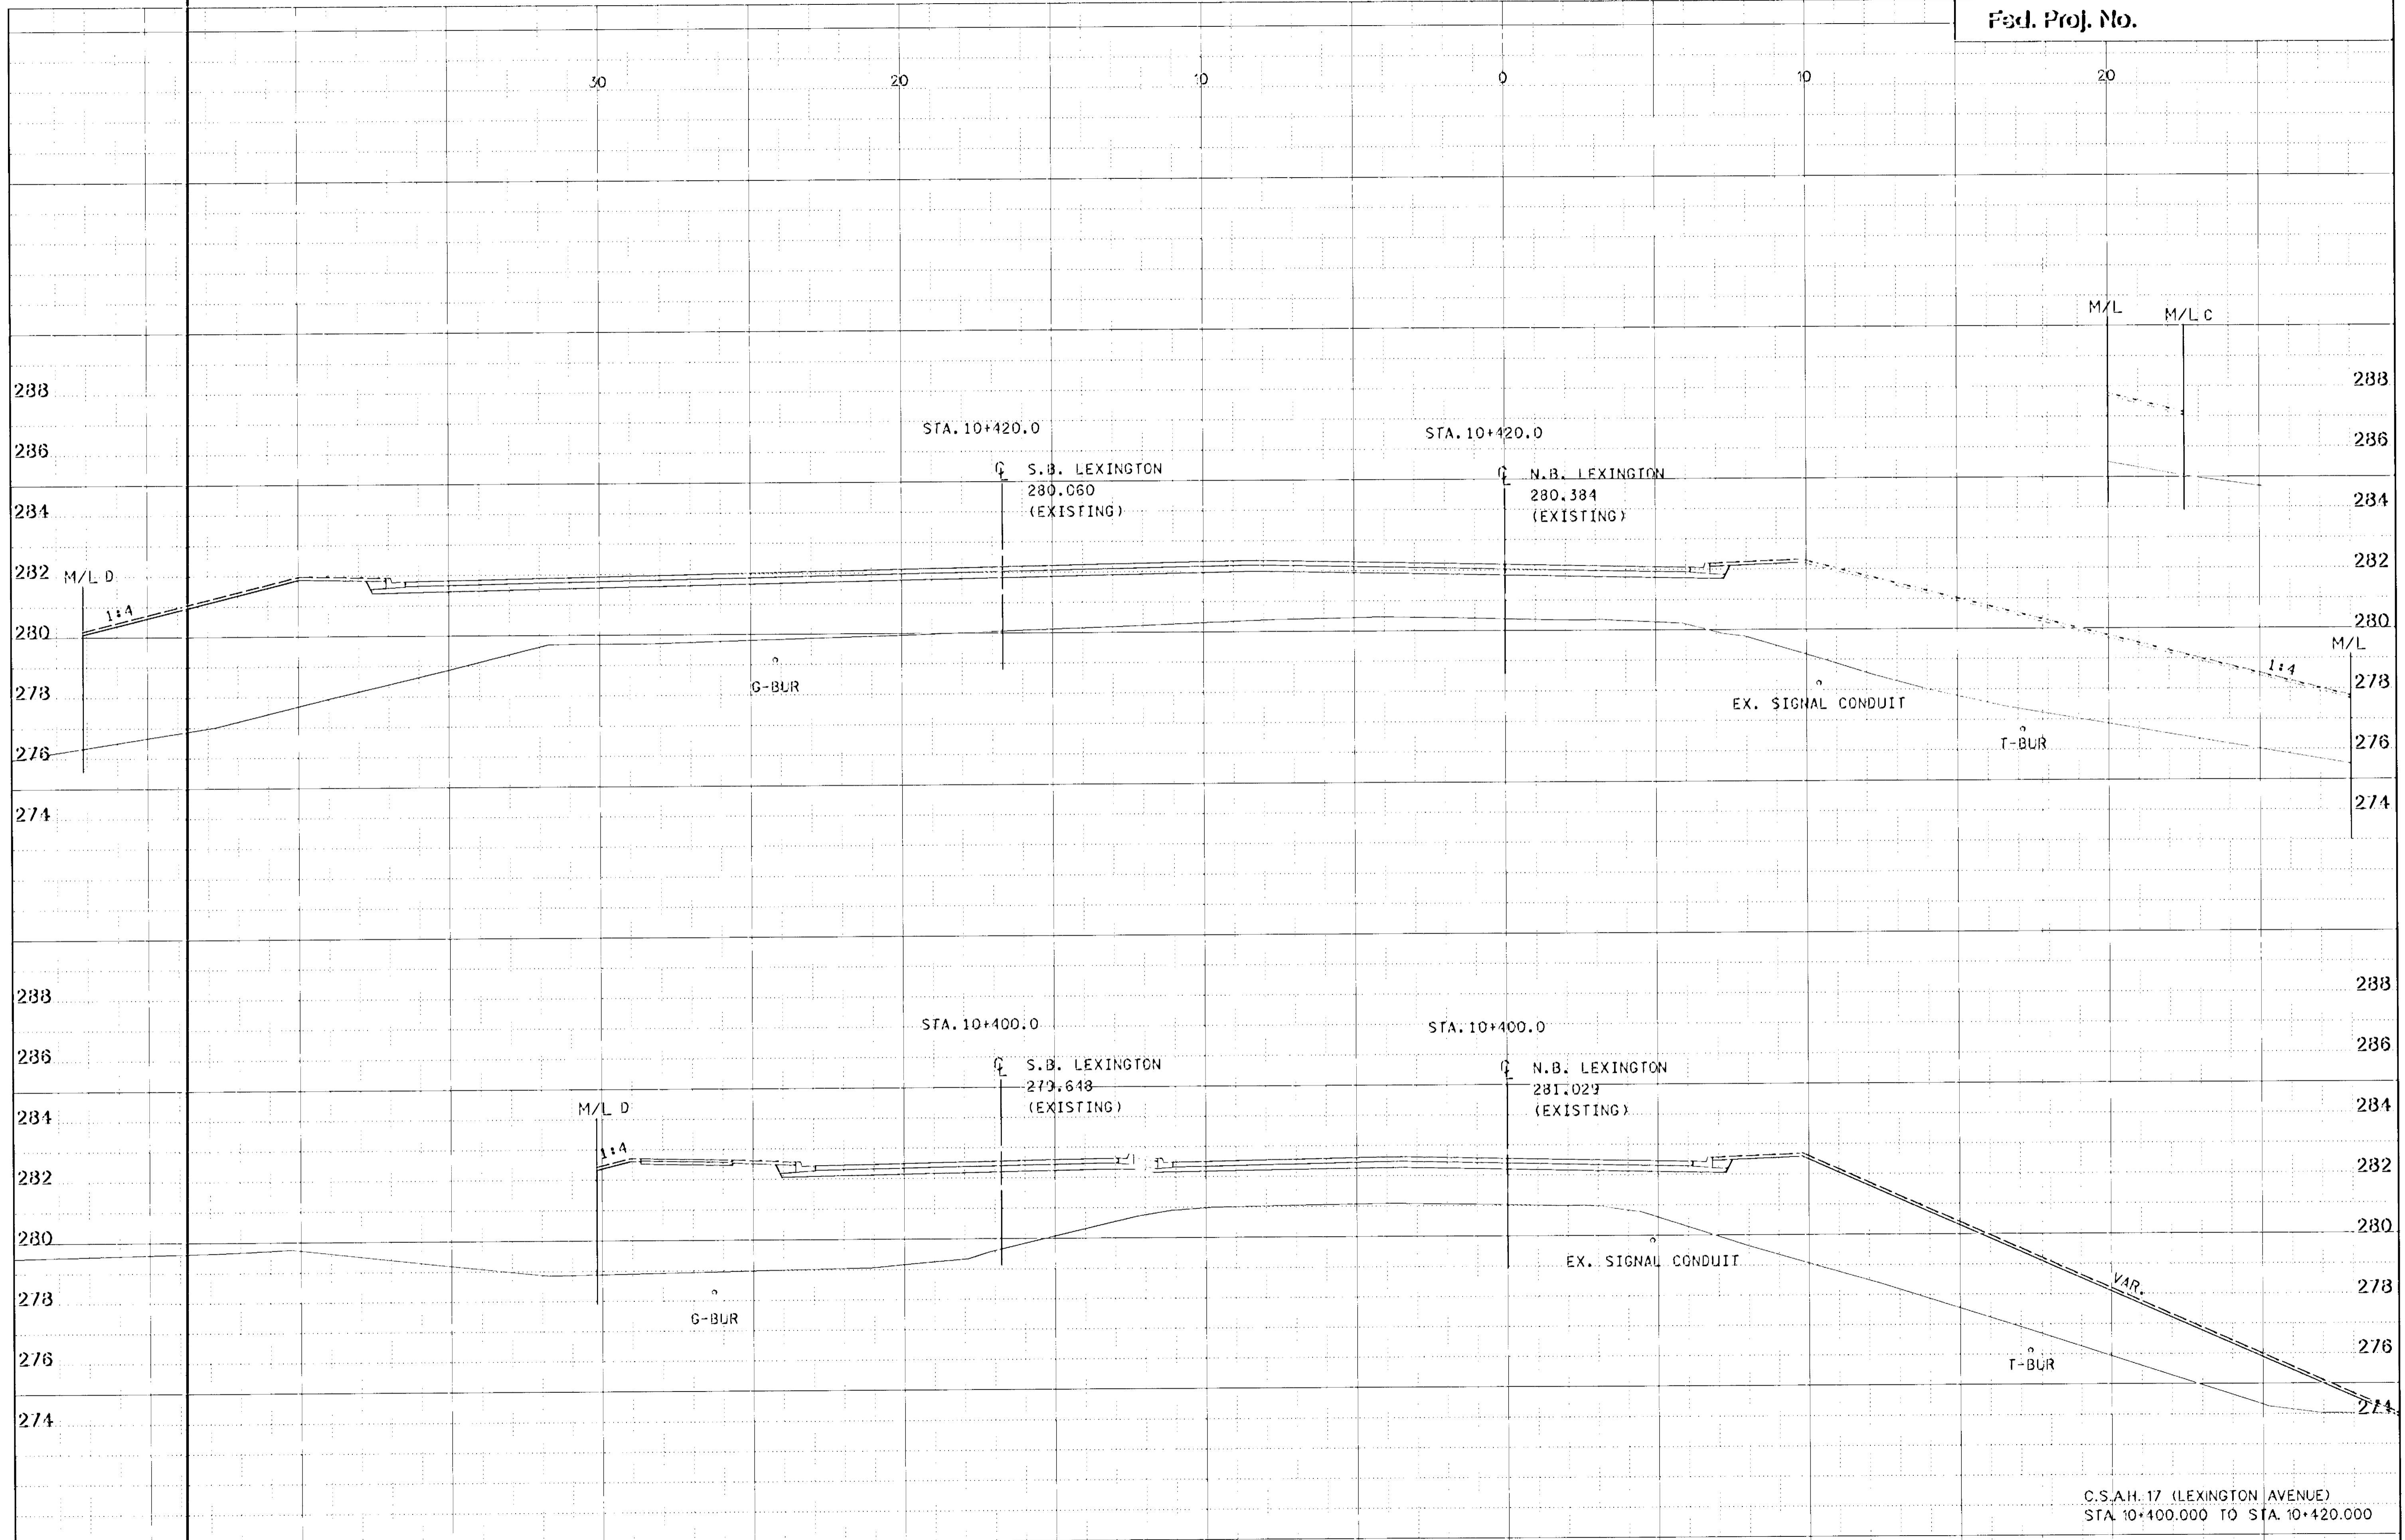 Fed. Proj. No.
30 20 10 0 10 20
M/L M/L C
288 288
STA. 10+420.0 STA. 10+420.0
286 286
℄ S.B. LEXINGTON ℄ N.B. LEXINGTON
280.060 280.384
284 (EXISTING) (EXISTING) 284
282 M/L D 282
1:4
280 280
M/L
1:4
278 G-BUR 278
EX. SIGNAL CONDUIT
276 T-BUR 276
274 274
288 288
STA. 10+400.0 STA. 10+400.0
286 286
℄ S.B. LEXINGTON ℄ N.B. LEXINGTON
279.648 281.029
M/L D (EXISTING) (EXISTING)
284 284
1:4
282 282
280 280
EX. SIGNAL CONDUIT
278 VAR. 278
G-BUR
276 276
T-BUR
274 274
C.S.A.H. 17 (LEXINGTON AVENUE)
STA. 10+400.000 TO STA. 10+420.000